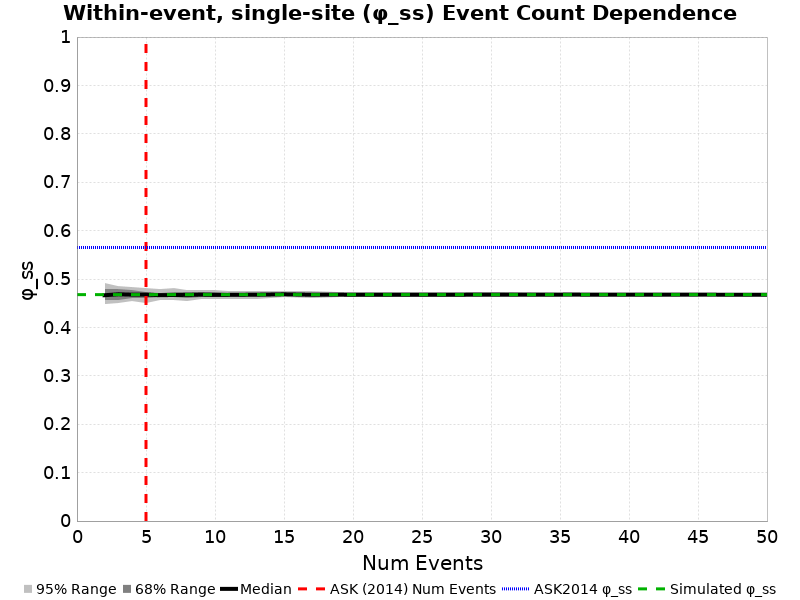 Within-event, single-site (φ_ss) Event Count Dependence
1
0.9
0.8
0.7
0.6
0.5
0.4
0.3
0.2
0.1
0
φ_ss
0 5 10 15 20 25 30 35 40 45 50
Num Events
95% Range 68% Range Median ASK (2014) Num Events ASK2014 φ_ss Simulated φ_ss